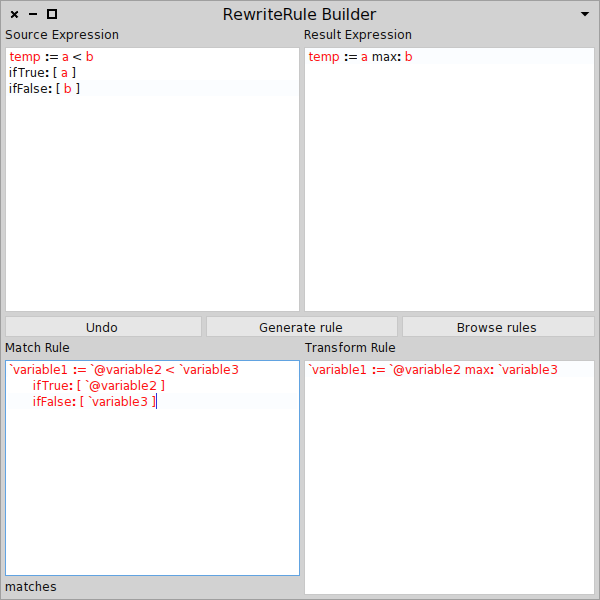 RewriteRule Builder
Source Expression
Result Expression
temp := a < b
ifTrue: [ a ]
ifFalse: [ b ]
temp := a max: b
Undo
Generate rule
Browse rules
Match Rule
Transform Rule
`variable1 := `@variable2 < `variable3
ifTrue: [ `@variable2 ]
ifFalse: [ `variable3 ]
`variable1 := `@variable2 max: `variable3
matches